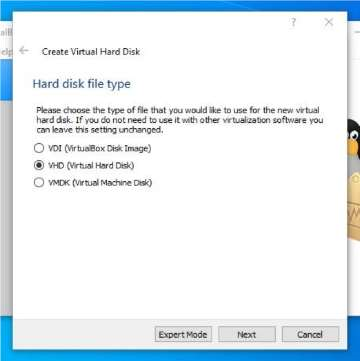 ?
Create Virtual Hard Disk
Hard disk file type
Please choose the type of file that you would like to use for the new virtual
hard disk. If you do not need to use it with other virtualization software you
can leave this setting unchanged.
VDI (VirtualBox Disk Image)
VHD (Virtual Hard Disk)
VMDK (Virtual Machine Disk)
Expert Mode Next Cancel